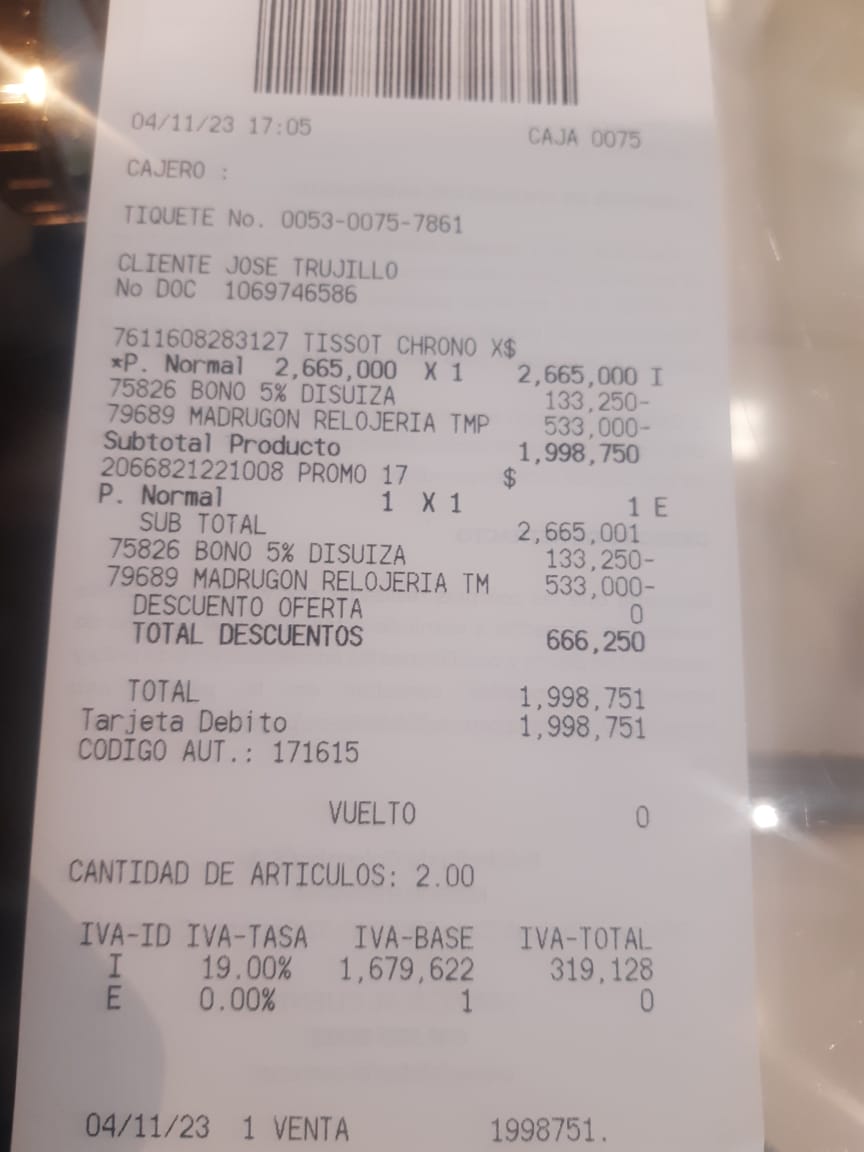 04/11/23 17:05 CAJA 0075
CAJERO :
TIQUETE No. 0053-0075-7861
CLIENTE JOSE TRUJILLO
No DOC 1069746586
7611608283127 TISSOT CHRONO X$
*P. Normal 2,665,000 X 1 2,665,000 I
75826 BONO 5% DISUIZA 133,250-
79689 MADRUGON RELOJERIA TMP 533,000-
Subtotal Producto 1,998,750
2066821221008 PROMO 17 $
P. Normal 1 X 1 1 E
SUB TOTAL 2,665,001
75826 BONO 5% DISUIZA 133,250-
79689 MADRUGON RELOJERIA TM 533,000-
DESCUENTO OFERTA 0
TOTAL DESCUENTOS 666,250
TOTAL 1,998,751
Tarjeta Debito 1,998,751
CODIGO AUT.: 171615
VUELTO 0
CANTIDAD DE ARTICULOS: 2.00
IVA-ID IVA-TASA IVA-BASE IVA-TOTAL
I 19.00% 1,679,622 319,128
E 0.00% 1 0
04/11/23 1 VENTA 1998751.